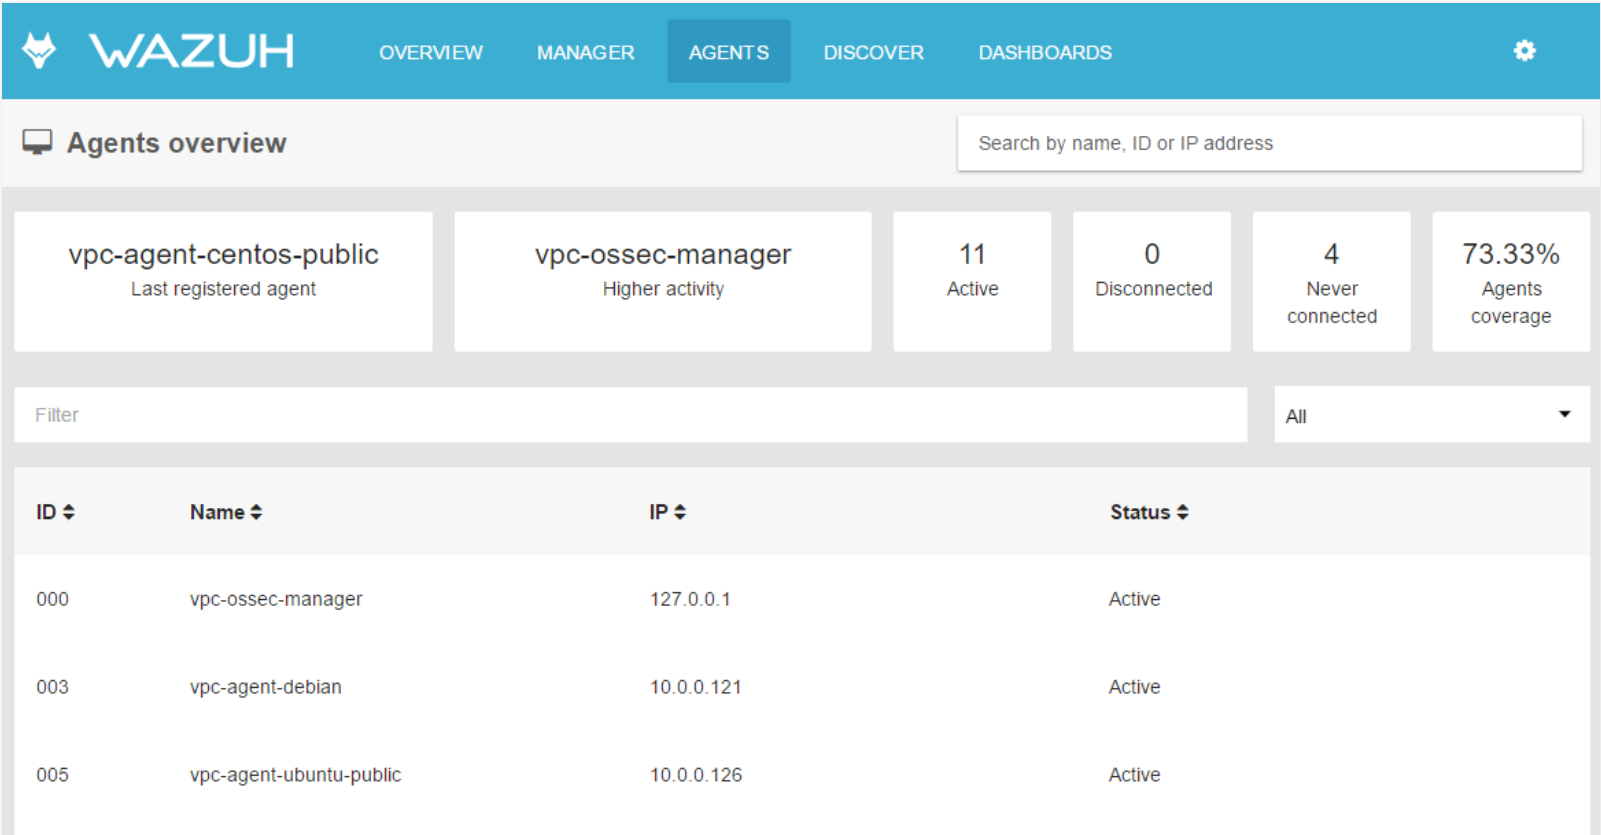 WAZUH OVERVIEW MANAGER AGENTS DISCOVER DASHBOARDS
Agents overview Search by name, ID or IP address
vpc-agent-centos-public
Last registered agent
vpc-ossec-manager
Higher activity
11
Active
0
Disconnected
4
Never
connected
73.33%
Agents
coverage
Filter All
ID Name IP Status
000 vpc-ossec-manager 127.0.0.1 Active
003 vpc-agent-debian 10.0.0.121 Active
005 vpc-agent-ubuntu-public 10.0.0.126 Active